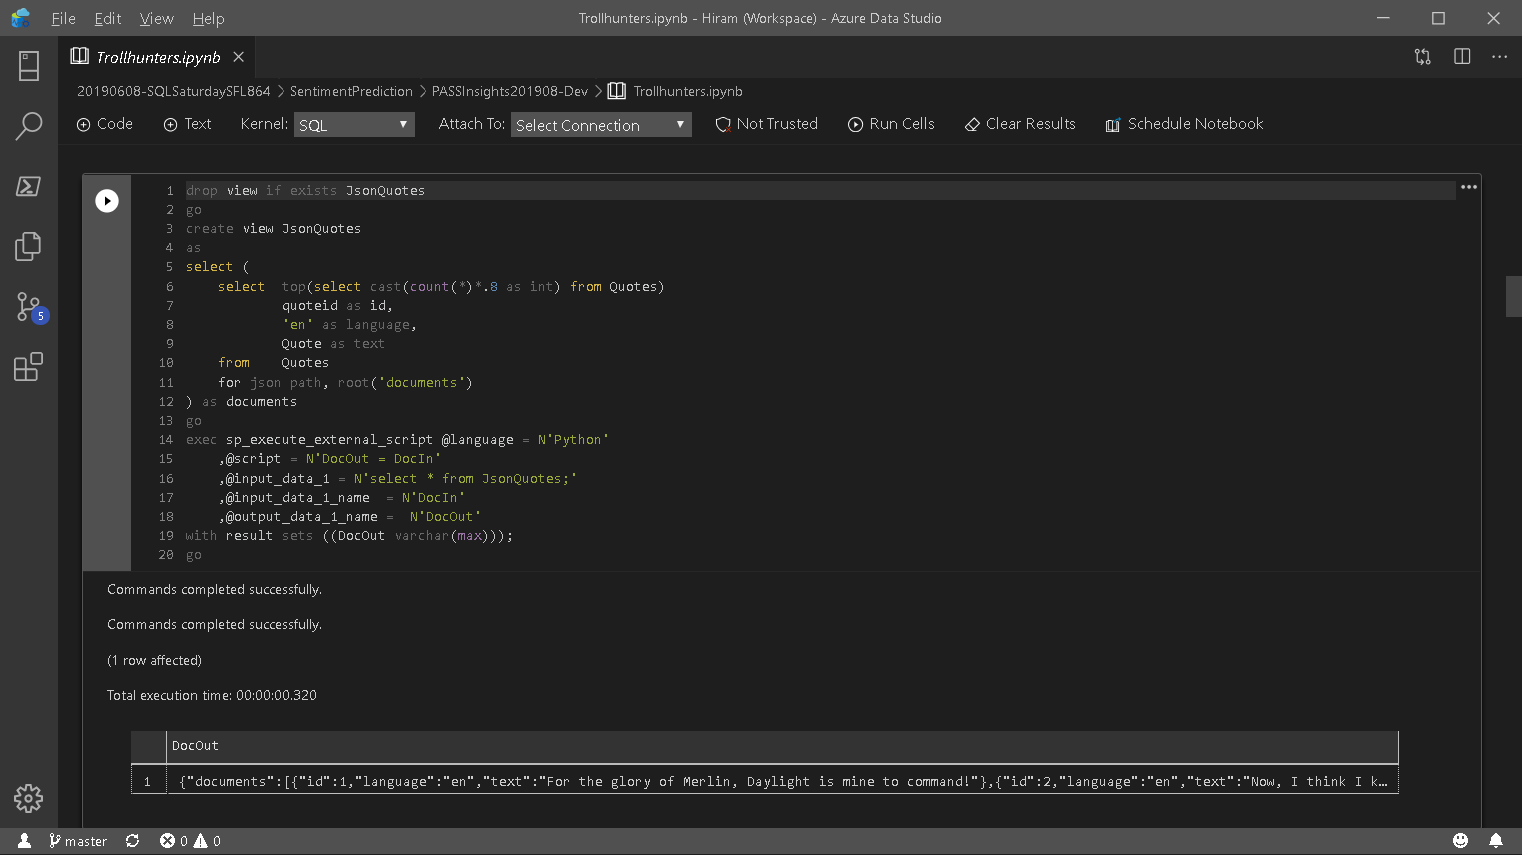 File Edit View Help Trollhunters.ipynb - Hiram (Workspace) - Azure Data Studio
Trollhunters.ipynb
20190608-SQLSaturdaySFL864 > SentimentPrediction > PASSInsights201908-Dev > Trollhunters.ipynb
Code Text Kernel: SQL Attach To: Select Connection Not Trusted Run Cells Clear Results Schedule Notebook
1 drop view if exists JsonQuotes
2 go
3 create view JsonQuotes
4 as
5 select (
6 select top(select cast(count(*)*.8 as int) from Quotes)
7 quoteid as id,
8 'en' as language,
9 Quote as text
10 from Quotes
11 for json path, root('documents')
12 ) as documents
13 go
14 exec sp_execute_external_script @language = N'Python'
15 ,@script = N'DocOut = DocIn'
16 ,@input_data_1 = N'select * from JsonQuotes;'
17 ,@input_data_1_name = N'DocIn'
18 ,@output_data_1_name = N'DocOut'
19 with result sets ((DocOut varchar(max)));
20 go
5
Commands completed successfully.
Commands completed successfully.
(1 row affected)
Total execution time: 00:00:00.320
DocOut
1 {"documents":[{"id":1,"language":"en","text":"For the glory of Merlin, Daylight is mine to command!"},{"id":2,"language":"en","text":"Now, I think I k…
master 0 0